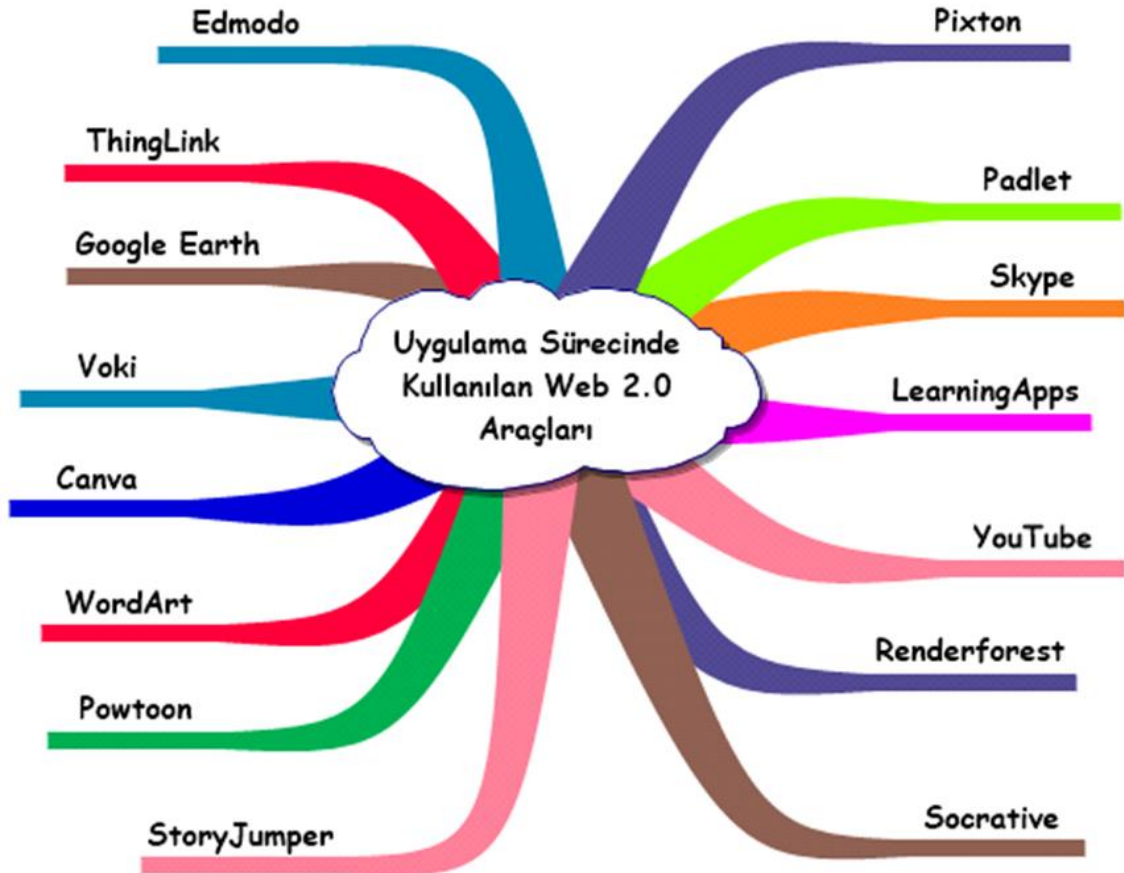 Uygulama Sürecinde
Kullanılan Web 2.0
Araçları
Edmodo
ThingLink
Google Earth
Voki
Canva
WordArt
Powtoon
StoryJumper
Pixton
Padlet
Skype
LearningApps
YouTube
Renderforest
Socrative